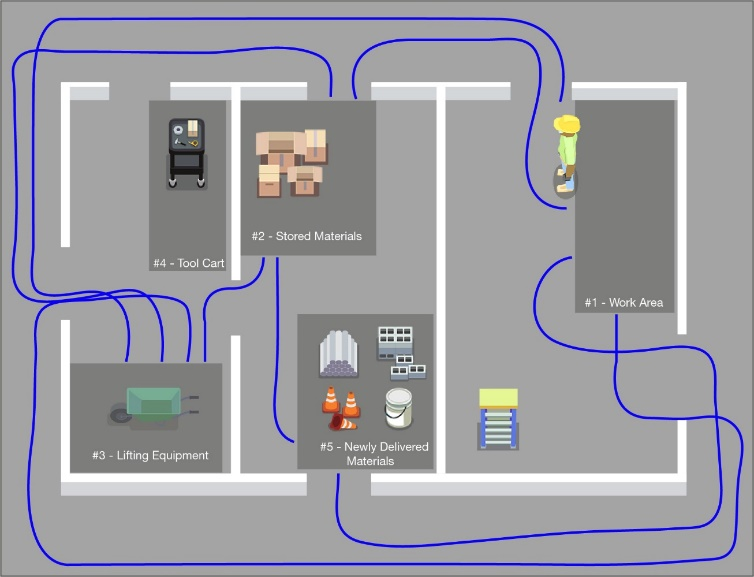 #4 - Tool Cart
#2 - Stored Materials
#1 - Work Area
#3 - Lifting Equipment
#5 - Newly Delivered
Materials